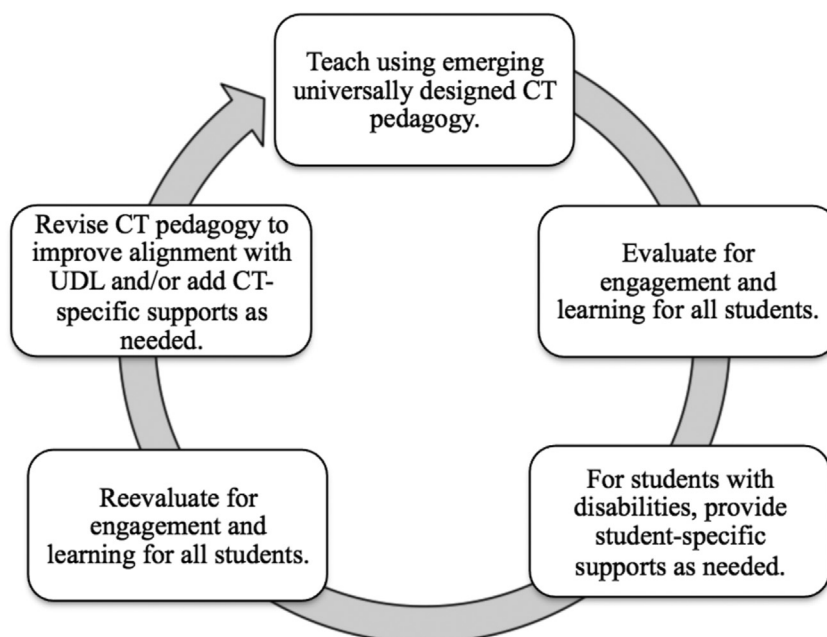 Teach using emerging
universally designed CT
pedagogy.
Evaluate for
engagement and
learning for all students.
For students with
disabilities, provide
student-specific
supports as needed.
Reevaluate for
engagement and
learning for all students.
Revise CT pedagogy to
improve alignment with
UDL and/or add CT-
specific supports as
needed.